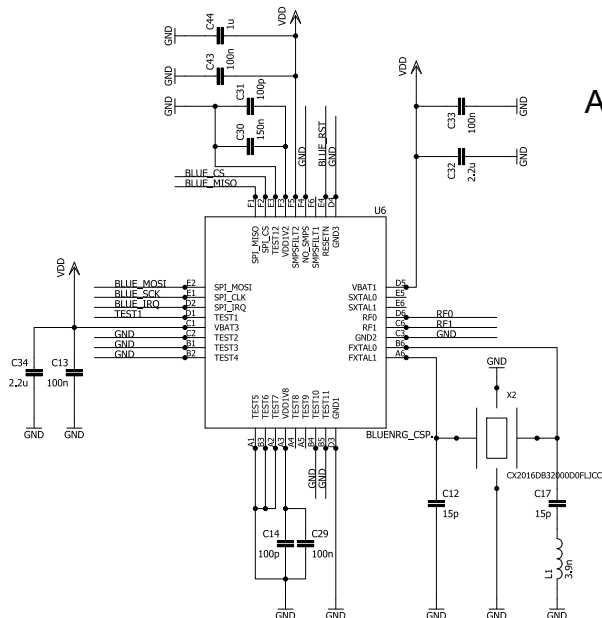 VDD
GND
C44
1u
GND
C43
100n
VDD
GND
C31
100p
C33
100n
GND
A
C30
150n
GND
BLUE_RST
C32
2.2u
GND
BLUE_CS
BLUE_MISO
F1
F2
E3
F3
F5
F4
F6
E4
D4
U6
SPI_MISO
SPI_CS
TEST12
VDD1V2
SMPSFILT2
NO_SMPS
SMPSFILT1
RESETN
GND3
VDD
BLUE_MOSI E2 SPI_MOSI
BLUE_SCK E1 SPI_CLK
BLUE_IRQ D2 SPI_IRQ
TEST1 D1 TEST1
C1 VBAT3
GND C2 TEST2
GND B1 TEST3
GND B2 TEST4
VBAT1 D5
SXTAL0 E5
SXTAL1 E6
RF0 D6 RF0
RF1 C6 RF1
GND2 C3 GND
FXTAL0 B6
FXTAL1 A6
C34
2.2u
C13
100n
GND
GND
GND
X2
TEST5
TEST6
TEST7
VDD1V8
TEST8
TEST9
TEST10
TEST11
GND1
BLUENRG_CSP.
A1
B3
A2
A3
A4
A5
B4
B5
D3
GND
GND
CX2016DB32000D0FLJCC
C14
100p
C29
100n
C12
15p
C17
15p
L1
3.9n
GND
GND
GND
GND
GND